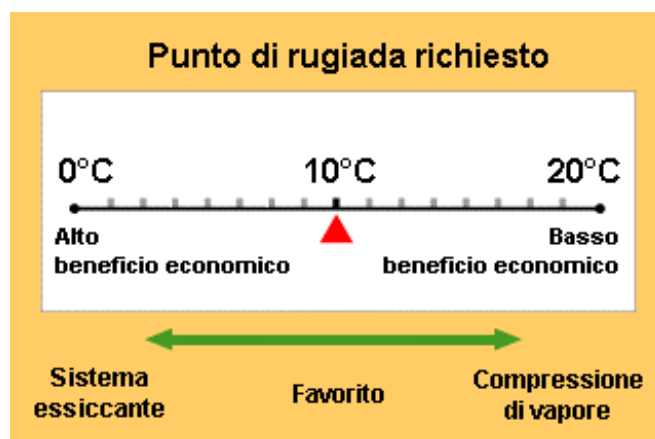 Punto di rugiada richiesto
0°C 10°C 20°C
Alto Basso
beneficio economico beneficio economico
Sistema Favorito Compressione
essiccante di vapore